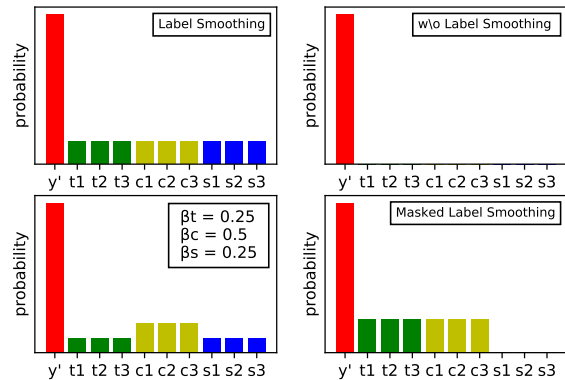 Label Smoothing
probability
y' t1 t2 t3 c1 c2 c3 s1 s2 s3
w\o Label Smoothing
probability
y' t1 t2 t3 c1 c2 c3 s1 s2 s3
βt = 0.25
βc = 0.5
βs = 0.25
probability
y' t1 t2 t3 c1 c2 c3 s1 s2 s3
Masked Label Smoothing
probability
y' t1 t2 t3 c1 c2 c3 s1 s2 s3